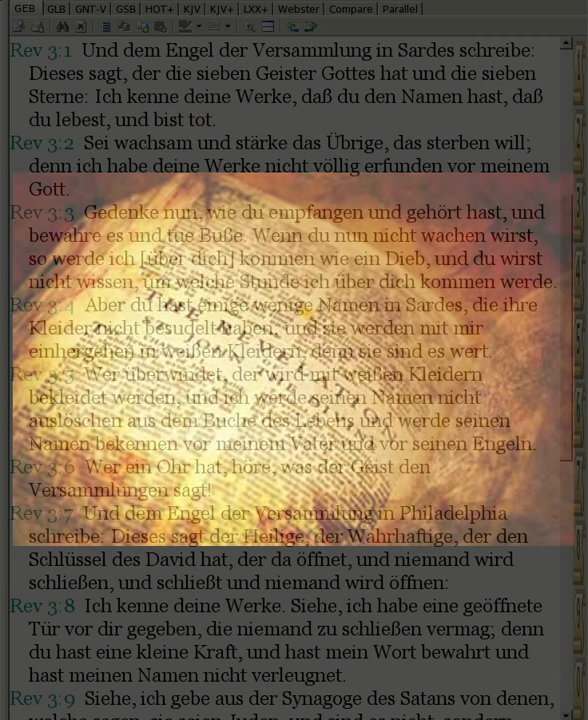 GEB GLB GNT-V GSB HOT+ KJV KJV+ LXX+ Webster Compare Parallel
Rev 3:1 Und dem Engel der Versammlung in Sardes schreibe:
Dieses sagt, der die sieben Geister Gottes hat und die sieben
Sterne: Ich kenne deine Werke, daß du den Namen hast, daß
du lebest, und bist tot.
Rev 3:2 Sei wachsam und stärke das Übrige, das sterben will;
denn ich habe deine Werke nicht völlig erfunden vor meinem
Gott.
Rev 3:3 Gedenke nun, wie du empfangen und gehört hast, und
bewahre es und tue Buße. Wenn du nun nicht wachen wirst,
so werde ich [über dich] kommen wie ein Dieb, und du wirst
nicht wissen, um welche Stunde ich über dich kommen werde.
Rev 3:4 Aber du hast einige wenige Namen in Sardes, die ihre
Kleider nicht besudelt haben; und sie werden mit mir
einhergehen in weißen Kleidern, denn sie sind es wert.
Rev 3:5 Wer überwindet, der wird mit weißen Kleidern
bekleidet werden, und ich werde seinen Namen nicht
auslöschen aus dem Buche des Lebens und werde seinen
Namen bekennen vor meinem Vater und vor seinen Engeln.
Rev 3:6 Wer ein Ohr hat, höre, was der Geist den
Versammlungen sagt!
Rev 3:7 Und dem Engel der Versammlung in Philadelphia
schreibe: Dieses sagt der Heilige, der Wahrhaftige, der den
Schlüssel des David hat, der da öffnet, und niemand wird
schließen, und schließt und niemand wird öffnen:
Rev 3:8 Ich kenne deine Werke. Siehe, ich habe eine geöffnete
Tür vor dir gegeben, die niemand zu schließen vermag; denn
du hast eine kleine Kraft, und hast mein Wort bewahrt und
hast meinen Namen nicht verleugnet.
Rev 3:9 Siehe, ich gebe aus der Synagoge des Satans von denen,
THE REVELATION